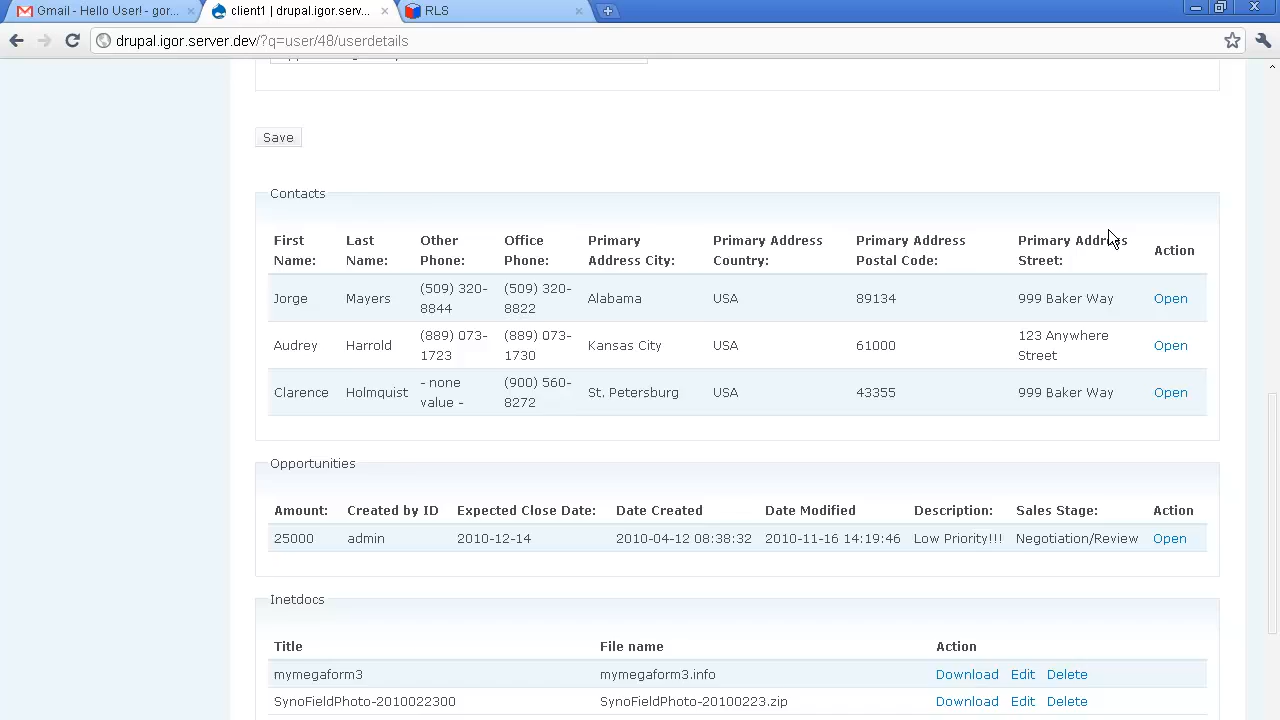 Gmail - Hello User! - gor...
client1 | drupal.igor.serv...
RLS
drupal.igor.server.dev/?q=user/48/userdetails
Save
Contacts
First Name: Last Name: Other Phone: Office Phone: Primary Address City: Primary Address Country: Primary Address Postal Code: Primary Address Street: Action
Jorge Mayers (509) 320-8844 (509) 320-8822 Alabama USA 89134 999 Baker Way Open
Audrey Harrold (889) 073-1723 (889) 073-1730 Kansas City USA 61000 123 Anywhere Street Open
Clarence Holmquist - none value - (900) 560-8272 St. Petersburg USA 43355 999 Baker Way Open
Opportunities
Amount: Created by ID Expected Close Date: Date Created Date Modified Description: Sales Stage: Action
25000 admin 2010-12-14 2010-04-12 08:38:32 2010-11-16 14:19:46 Low Priority!!! Negotiation/Review Open
Inetdocs
Title File name Action
mymegaform3 mymegaform3.info Download Edit Delete
SynoFieldPhoto-2010022300 SynoFieldPhoto-20100223.zip Download Edit Delete